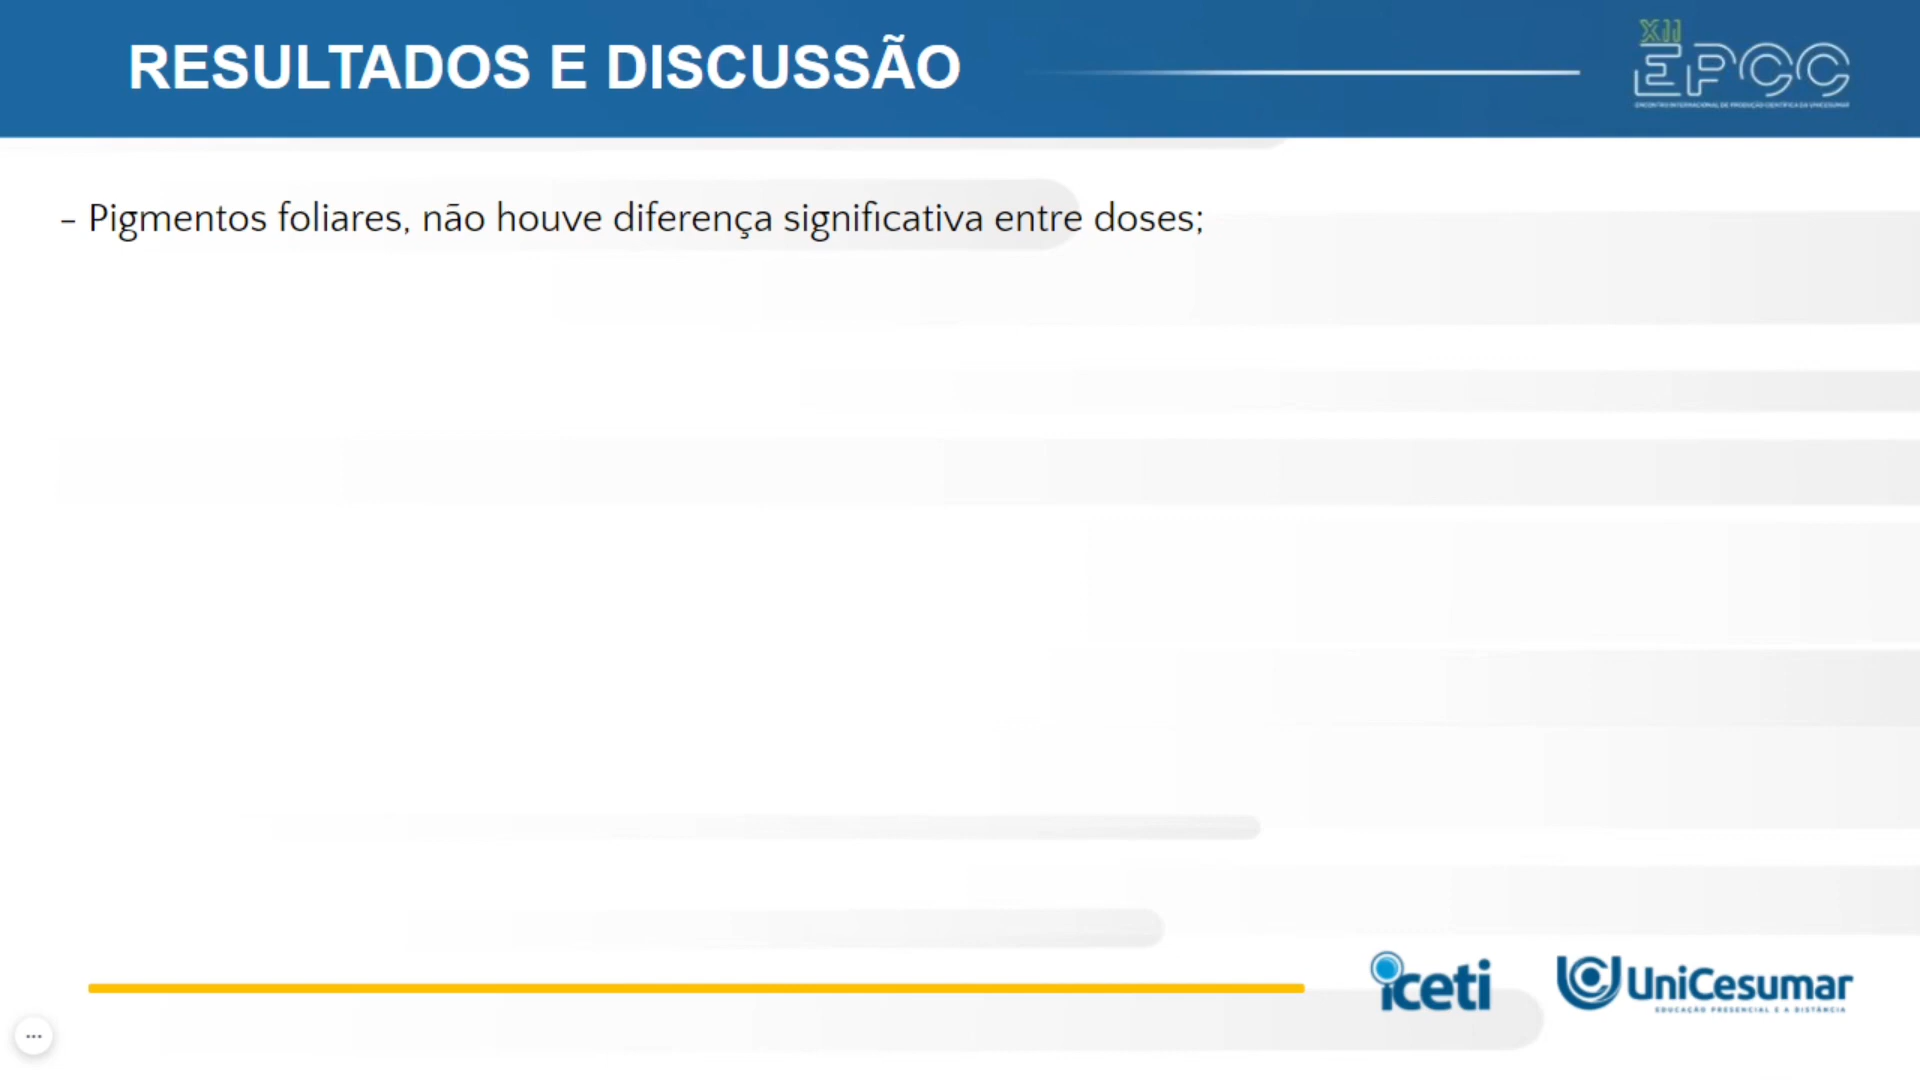 RESULTADOS E DISCUSSÃO
XII
EPCC
ENCONTRO INTERNACIONAL DE PRODUÇÃO CIENTÍFICA DA UNICESUMAR
– Pigmentos foliares, não houve diferença significativa entre doses;
iceti
UniCesumar
EDUCAÇÃO PRESENCIAL E A DISTÂNCIA